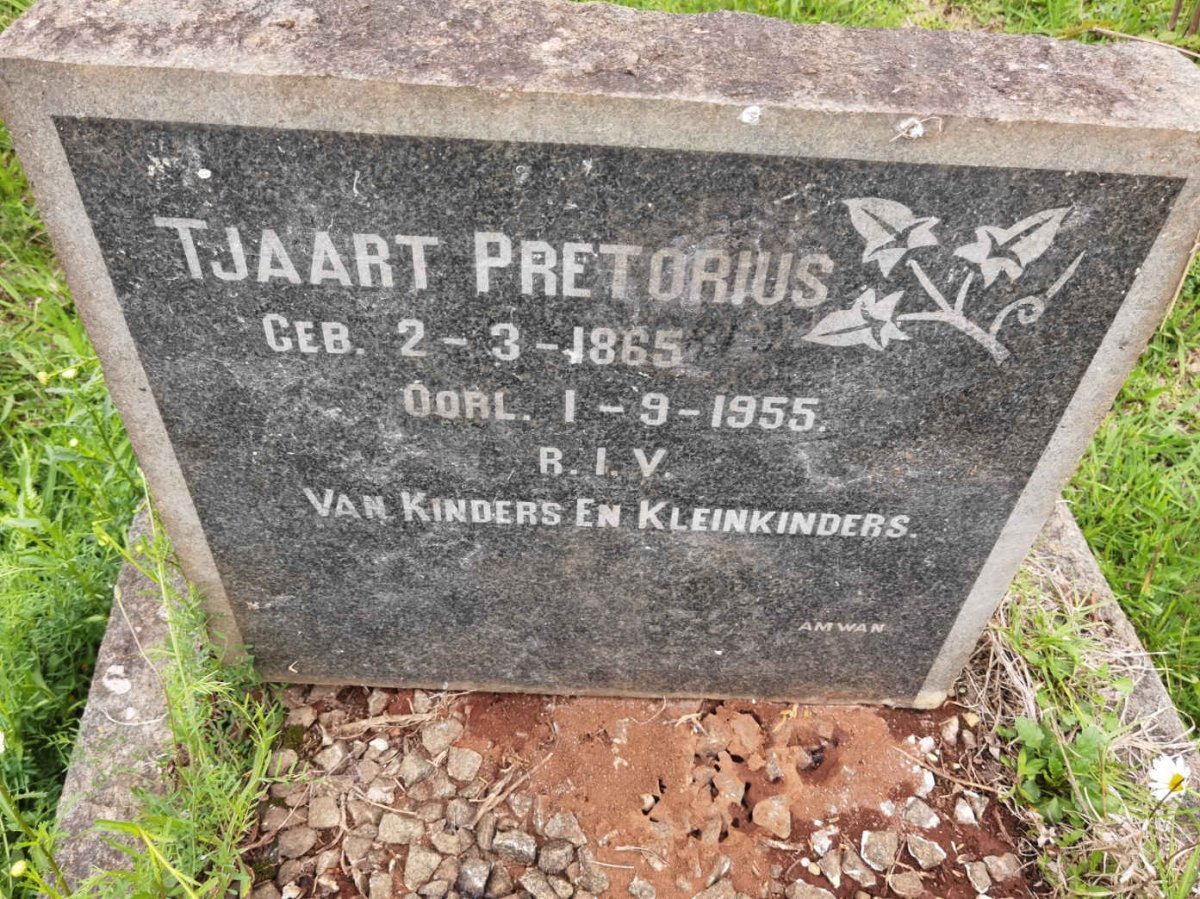 TJAART PRETORIUS
GEB. 2-3-1865
OORL. 1-9-1955.
R.I.V.
VAN KINDERS EN KLEINKINDERS.
AMWAN